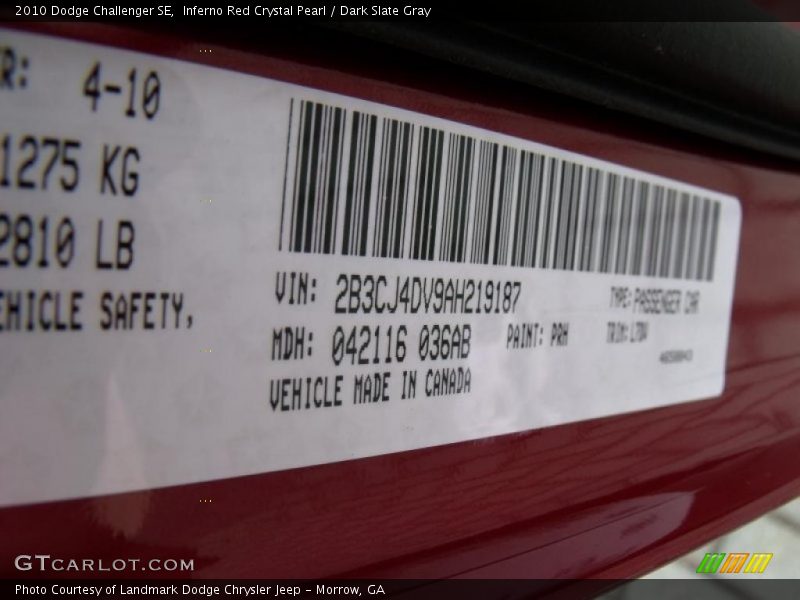 2010 Dodge Challenger SE, Inferno Red Crystal Pearl / Dark Slate Gray
R: 4-10
1275 KG
2810 LB
EHICLE SAFETY,
VIN: 2B3CJ4DV9AH219187 TYPE: PASSENGER CAR
MDH: 042116 036AB PAINT: PRH TRIM:
VEHICLE MADE IN CANADA
GTCARLOT.COM
Photo Courtesy of Landmark Dodge Chrysler Jeep - Morrow, GA